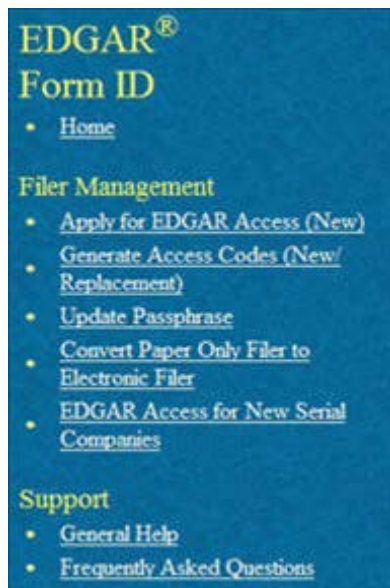 EDGAR®
Form ID
• Home
Filer Management
• Apply for EDGAR Access (New)
• Generate Access Codes (New/
Replacement)
• Update Passphrase
• Convert Paper Only Filer to
Electronic Filer
• EDGAR Access for New Serial
Companies
Support
• General Help
• Frequently Asked Questions